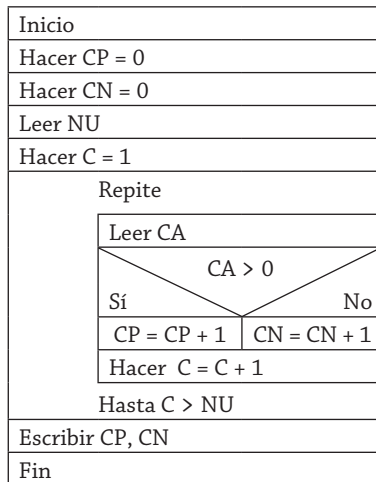 Inicio
Hacer CP = 0
Hacer CN = 0
Leer NU
Hacer C = 1
Repite
Leer CA
CA > 0
Sí No
CP = CP + 1 CN = CN + 1
Hacer C = C + 1
Hasta C > NU
Escribir CP, CN
Fin